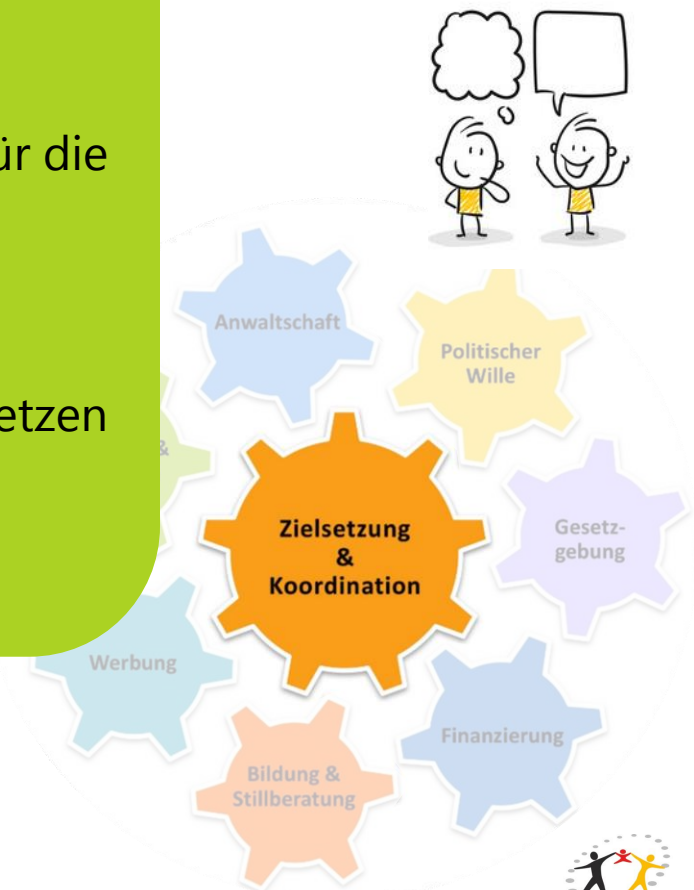 ür die
etzen
Anwaltschaft
Politischer
Wille
&
Zielsetzung
&
Koordination
Gesetz-
gebung
Werbung
Finanzierung
Bildung &
Stillberatung